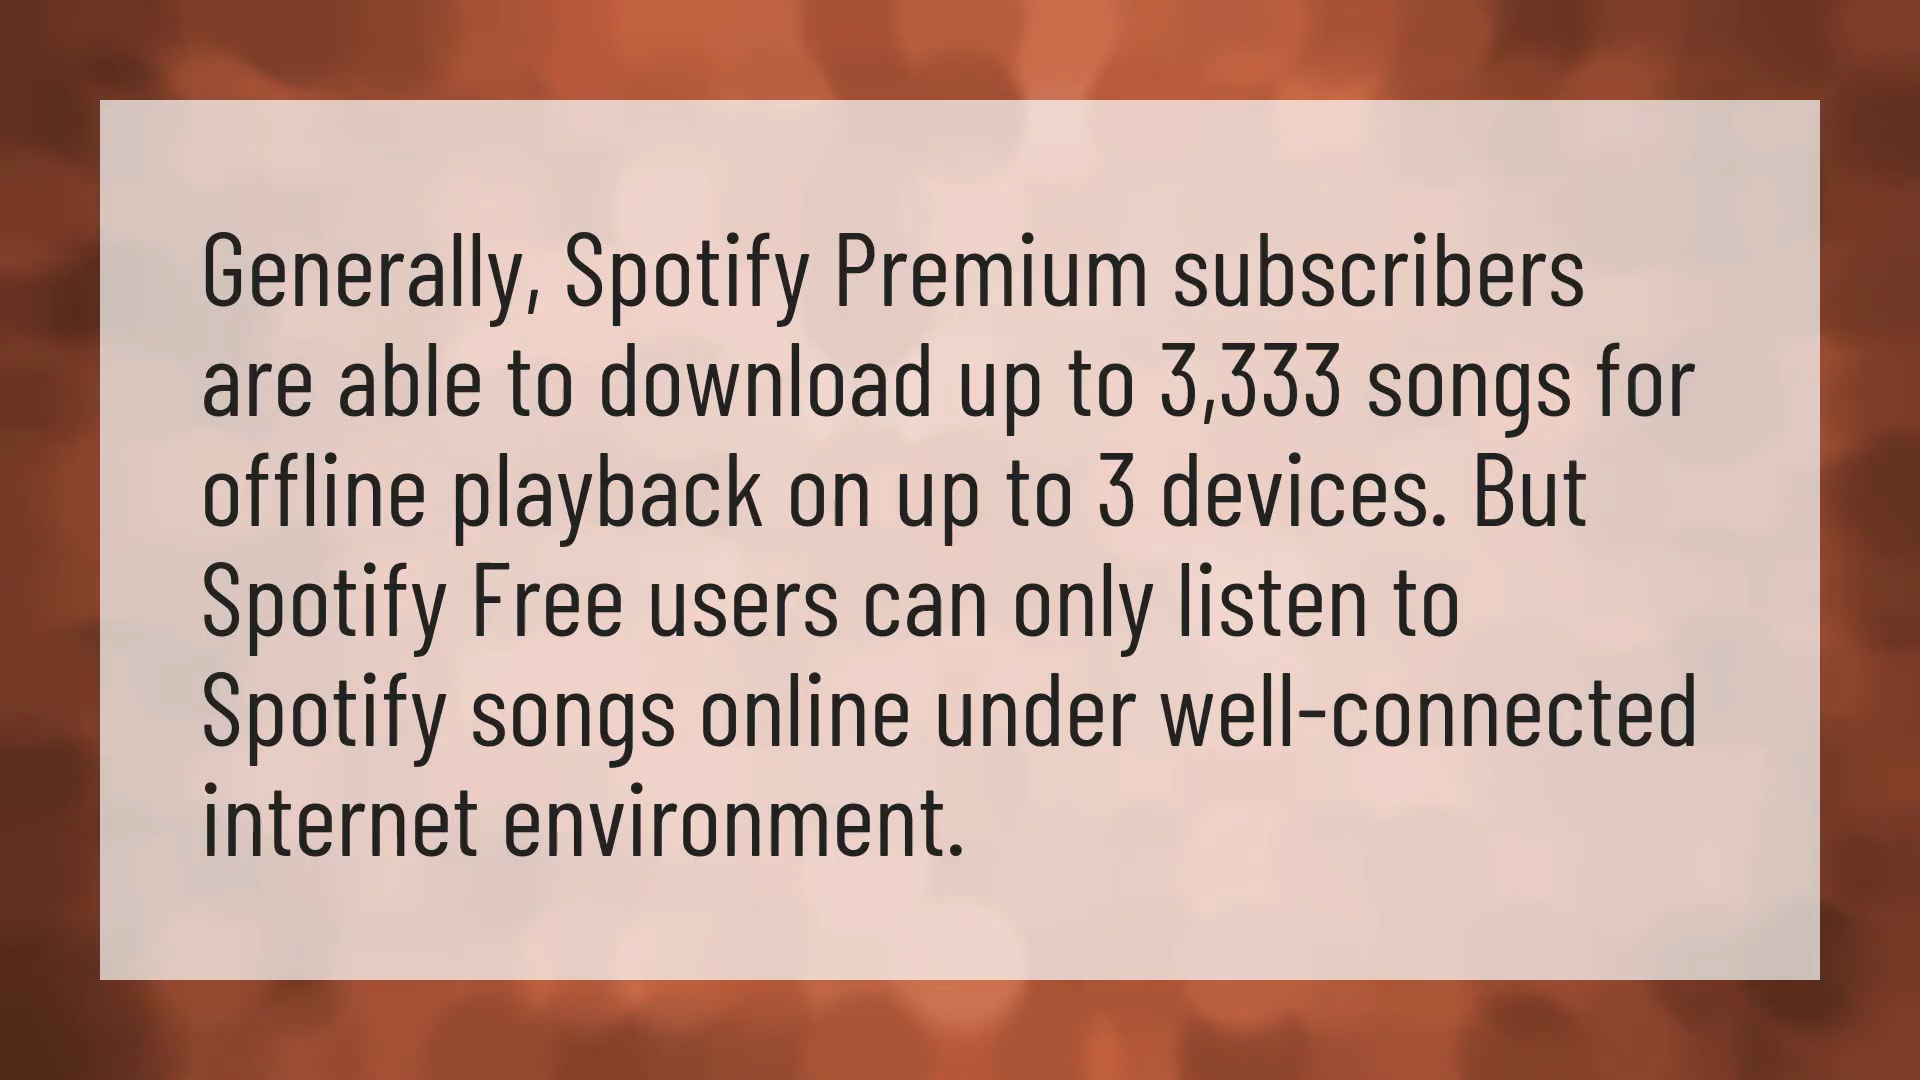 Generally, Spotify Premium subscribers
are able to download up to 3,333 songs for
offline playback on up to 3 devices. But
Spotify Free users can only listen to
Spotify songs online under well-connected
internet environment.